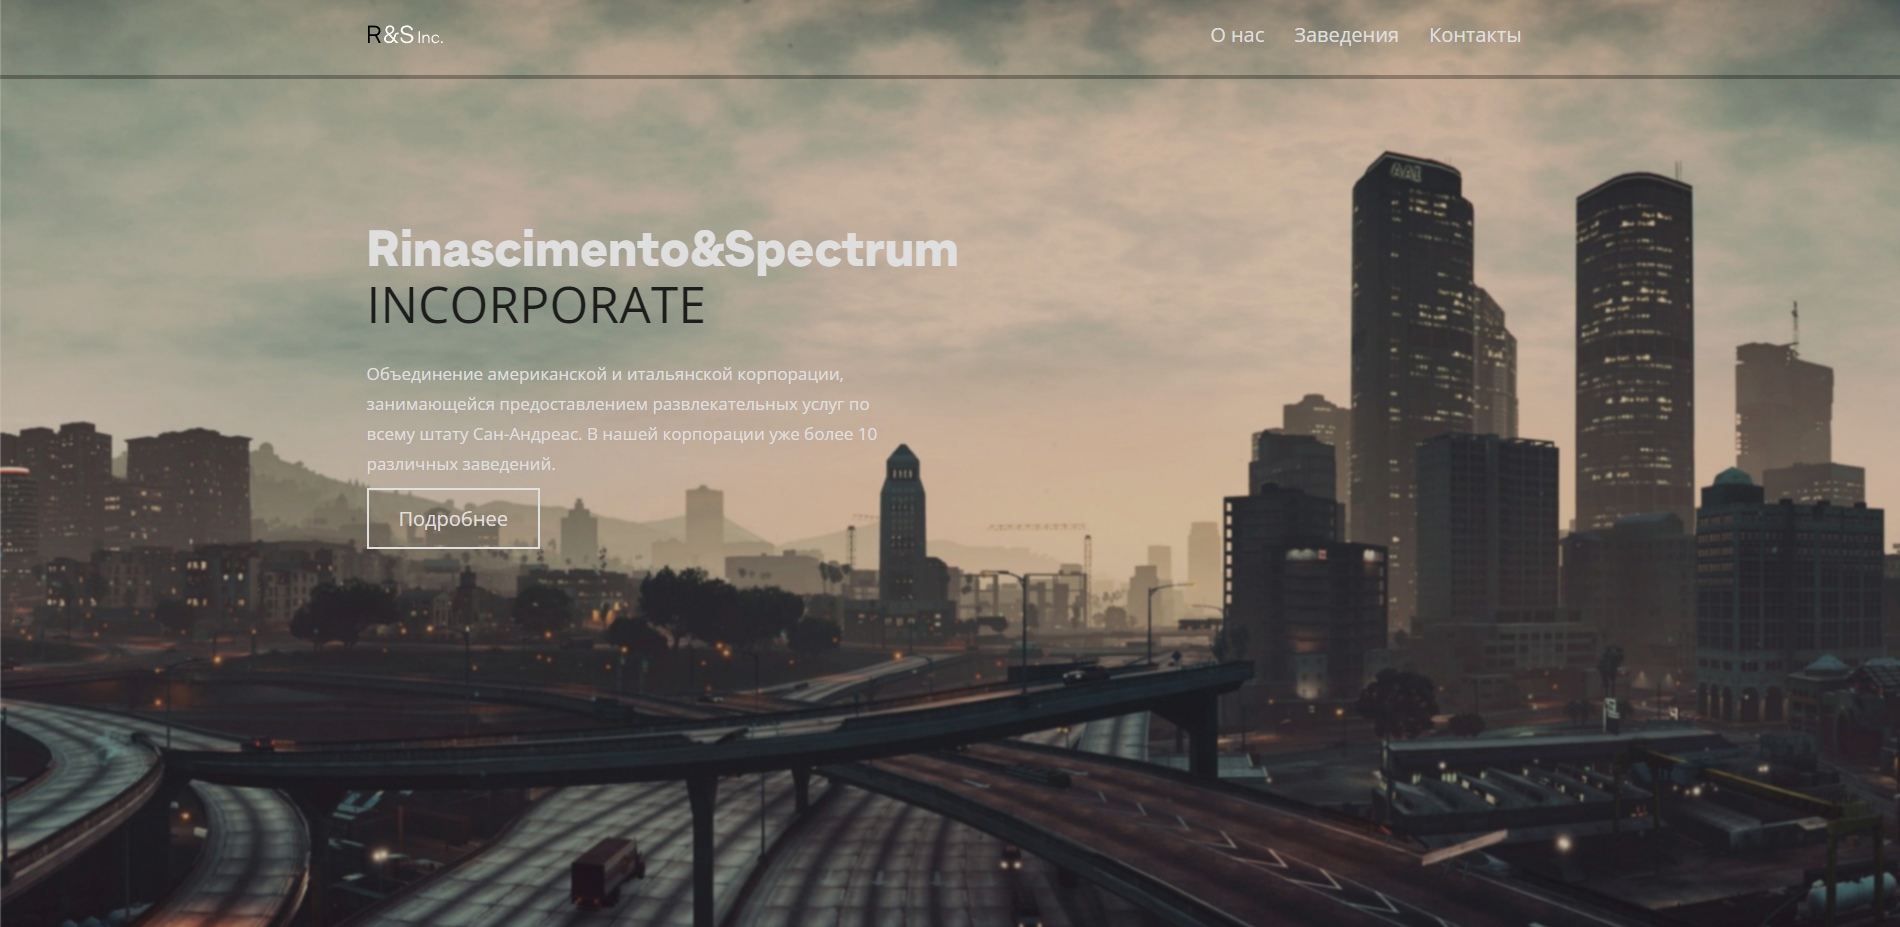 R&S Inc.
О нас Заведения Контакты
Rinascimento&Spectrum
INCORPORATE
Объединение американской и итальянской корпорации,
занимающейся предоставлением развлекательных услуг по
всему штату Сан-Андреас. В нашей корпорации уже более 10
различных заведений.
Подробнее